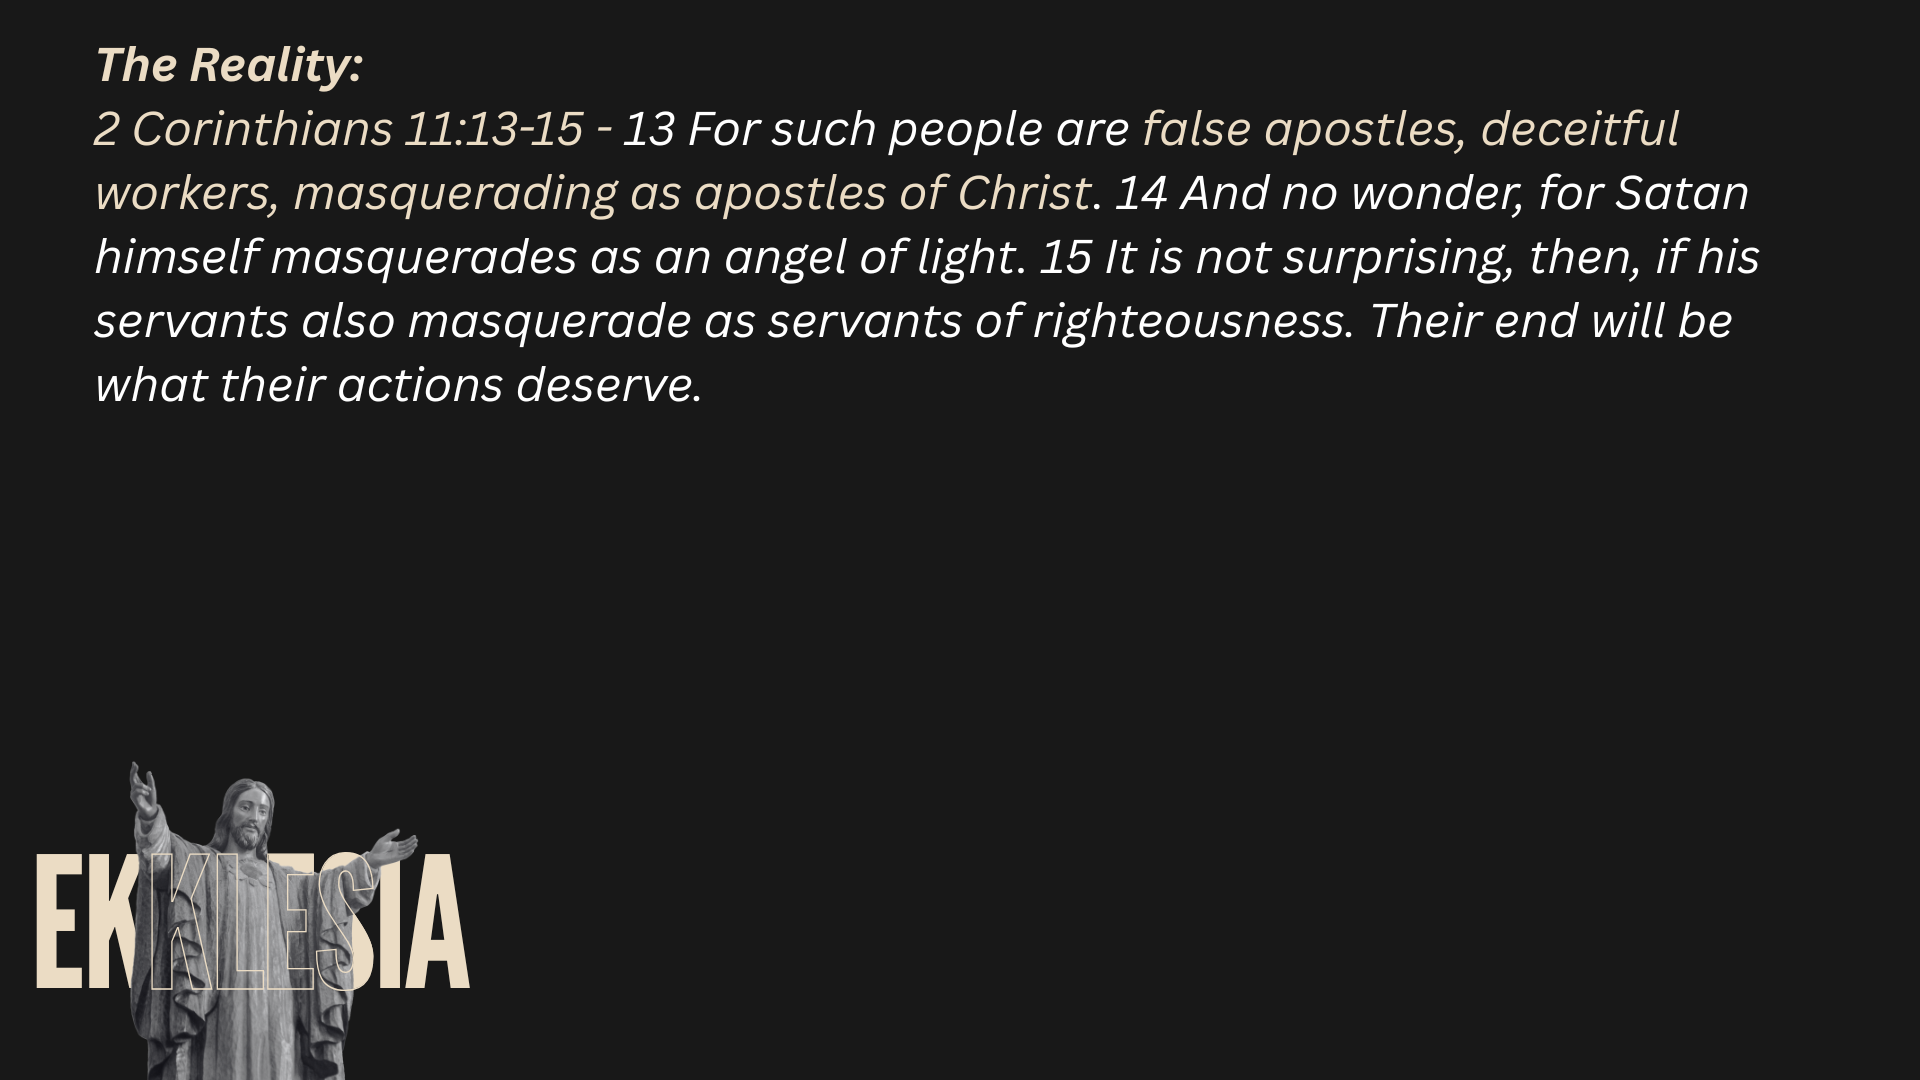 The Reality:
2 Corinthians 11:13-15 - 13 For such people are false apostles, deceitful
workers, masquerading as apostles of Christ. 14 And no wonder, for Satan
himself masquerades as an angel of light. 15 It is not surprising, then, if his
servants also masquerade as servants of righteousness. Their end will be
what their actions deserve.
EKKLESIA